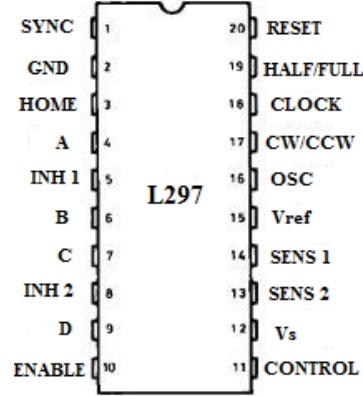 SYNC 1 20 RESET
GND 2 19 HALF/FULL
HOME 3 18 CLOCK
A 4 17 CW/CCW
INH 1 5 16 OSC
L297
B 6 15 Vref
C 7 14 SENS 1
INH 2 8 13 SENS 2
D 9 12 Vs
ENABLE 10 11 CONTROL